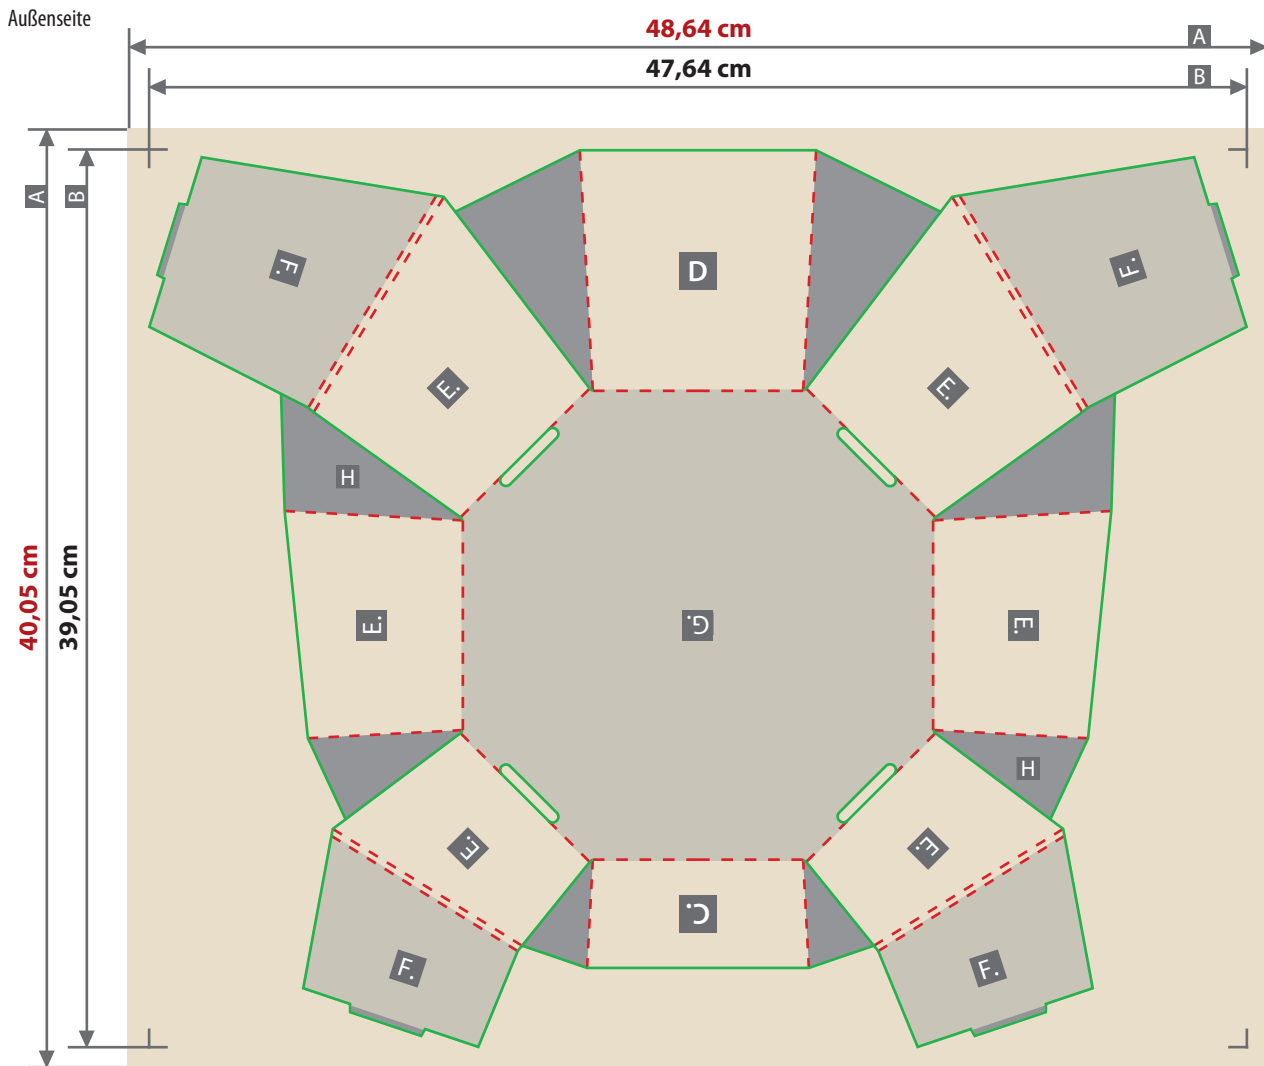 Außenseite
48,64 cm
A
47,64 cm
B
A
B
40,05 cm
39,05 cm
D
F.
F.
E.
E.
H
E.
G.
E.
H
E.
E.
C.
F.
F.